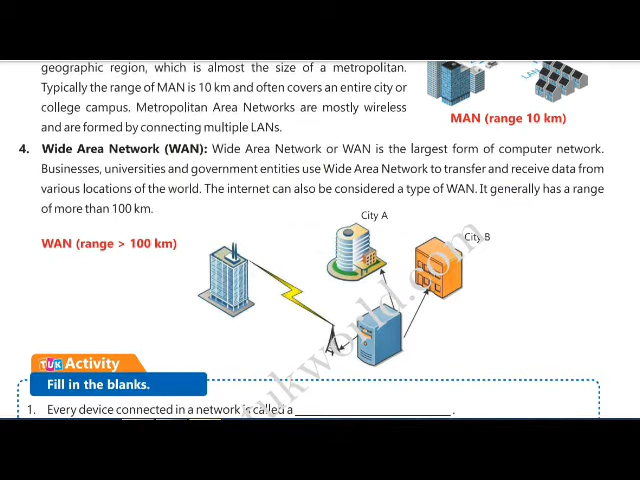 geographic region, which is almost the size of a metropolitan.
Typically the range of MAN is 10 km and often covers an entire city or
college campus. Metropolitan Area Networks are mostly wireless
and are formed by connecting multiple LANs.
LAN
MAN (range 10 km)
4. Wide Area Network (WAN): Wide Area Network or WAN is the largest form of computer network.
Businesses, universities and government entities use Wide Area Network to transfer and receive data from
various locations of the world. The internet can also be considered a type of WAN. It generally has a range
of more than 100 km.
City A
City B
WAN (range > 100 km)
tukworld.com
TUK Activity
Fill in the blanks.
1. Every device connected in a network is called a ______________________________ .